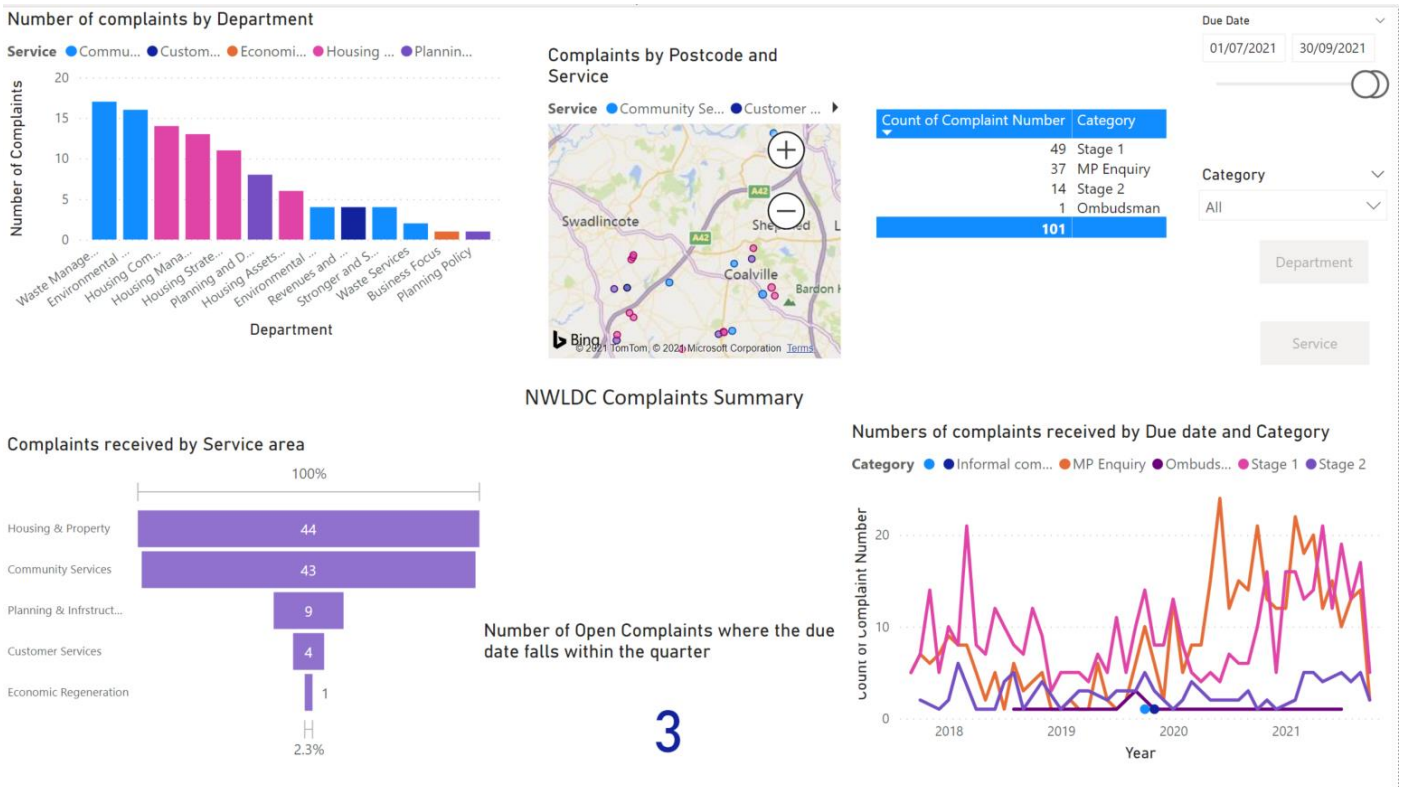 Number of complaints by Department
Service Commu... Custom... Economi... Housing ... Plannin...
Number of Complaints
20
15
10
5
0
Waste Manage...
Environmental ...
Housing Com...
Housing Mana...
Housing Strate...
Planning and D...
Housing Assets...
Environmental ...
Revenues and ...
Stronger and S...
Waste Services
Business Focus
Planning Policy
Department
Complaints by Postcode and
Service
Service Community Se... Customer ...
A42
Swadlincote
A42
Coalville
Bardon
Bing
© 2021 TomTom, © 2021 Microsoft Corporation Terms
Count of Complaint Number Category
49 Stage 1
37 MP Enquiry
14 Stage 2
1 Ombudsman
101
Due Date
01/07/2021 30/09/2021
Category
All
Department
Service
NWLDC Complaints Summary
Complaints received by Service area
100%
Housing & Property 44
Community Services 43
Planning & Infrstruct... 9
Customer Services 4
Economic Regeneration 1
2.3%
Number of Open Complaints where the due
date falls within the quarter
3
Numbers of complaints received by Due date and Category
Category Informal com... MP Enquiry Ombuds... Stage 1 Stage 2
Count of Complaint Number
20
10
0
2018 2019 2020 2021
Year